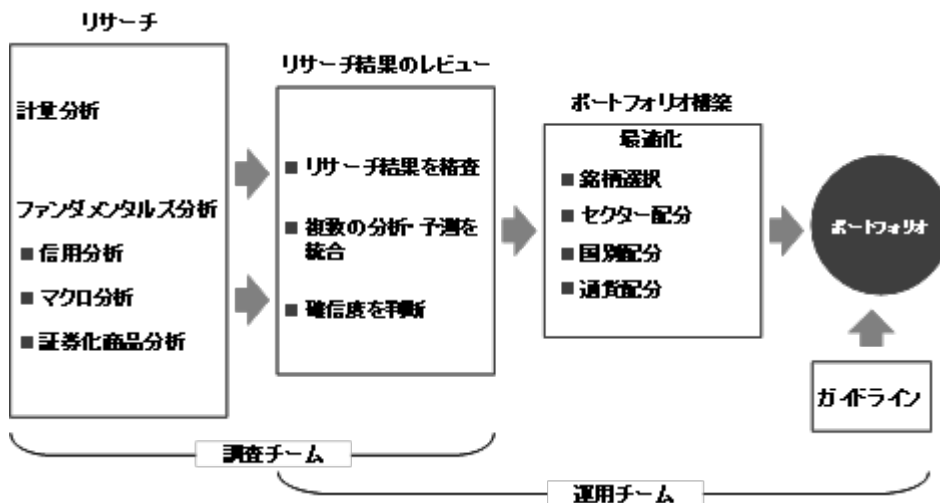 リサーチ
計量分析
ファンダメンタルズ分析
■信用分析
■マクロ分析
■証券化商品分析
リサーチ結果のレビュー
■リサーチ結果を精査
■複数の分析・予測を
統合
■確信度を判断
ポートフォリオ構築
最適化
■銘柄選択
■セクター配分
■国別配分
■通貨配分
ポートフォリオ
ガイドライン
調査チーム
運用チーム